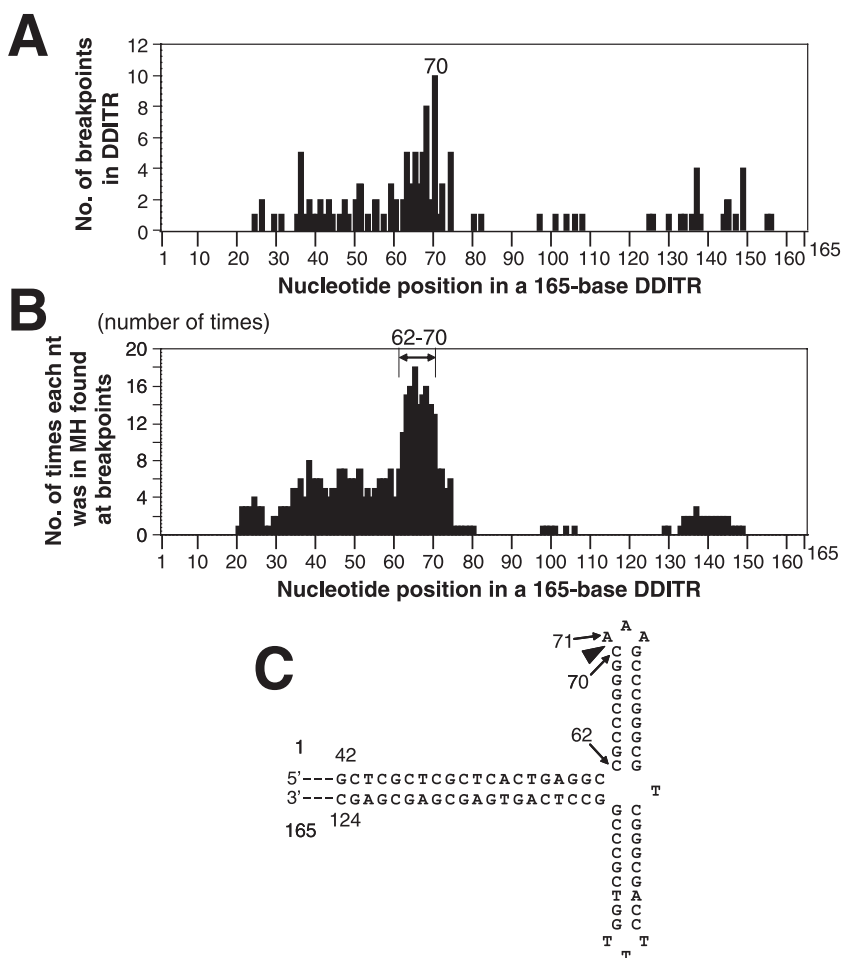 A
No. of breakpoints
in DDITR
12
10
8
6
4
2
0
70
1 10 20 30 40 50 60 70 80 90 100 110 120 130 140 150 160 165
Nucleotide position in a 165-base DDITR
B
(number of times)
No. of times each nt
was in MH found
at breakpoints
62-70
20
16
12
8
4
0
1 10 20 30 40 50 60 70 80 90 100 110 120 130 140 150 160 165
Nucleotide position in a 165-base DDITR
C
A
71 A A
C G
70 G C
G C
G C
C G
C G
C G
G C
62 C G
1 42
5'---GCTCGCTCGCTCACTGAGGC
T
3'---CGAGCGAGCGAGTGACTCCG
165 124
G C
C G
C G
C G
G C
C G
T A
G C
G C
T T
T